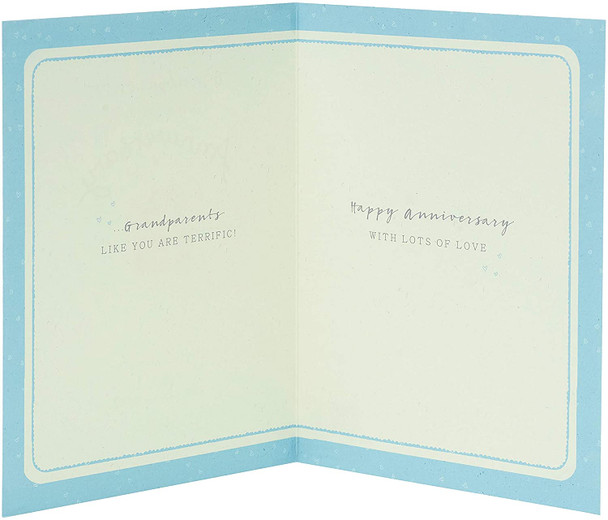 ...Grandparents
LIKE YOU ARE TERRIFIC!
Happy Anniversary
WITH LOTS OF LOVE